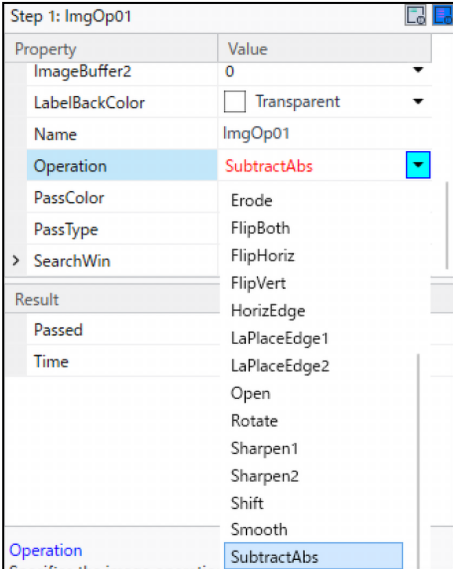 Step 1: ImgOp01
Property Value
ImageBuffer2 0
LabelBackColor Transparent
Name ImgOp01
Operation SubtractAbs
PassColor
PassType
SearchWin
Erode
FlipBoth
FlipHoriz
FlipVert
HorizEdge
LaPlaceEdge1
LaPlaceEdge2
Open
Rotate
Sharpen1
Sharpen2
Shift
Smooth
SubtractAbs
Result
Passed
Time
Operation